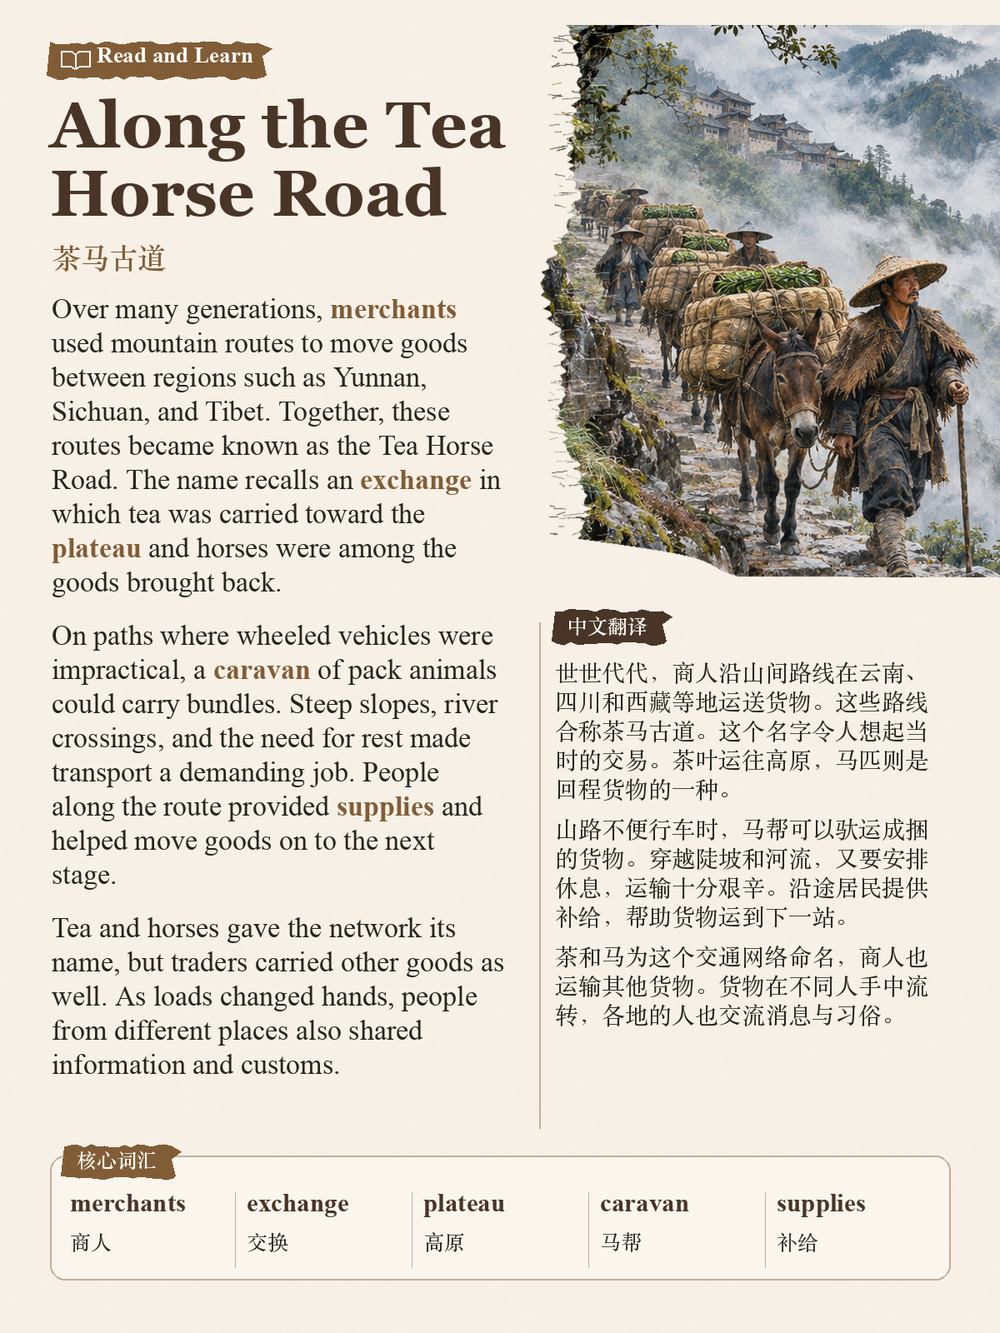 Read and Learn
Along the Tea
Horse Road
茶马古道
Over many generations, merchants
used mountain routes to move goods
between regions such as Yunnan,
Sichuan, and Tibet. Together, these
routes became known as the Tea Horse
Road. The name recalls an exchange in
which tea was carried toward the
plateau and horses were among the
goods brought back.
On paths where wheeled vehicles were
impractical, a caravan of pack animals
could carry bundles. Steep slopes, river
crossings, and the need for rest made
transport a demanding job. People
along the route provided supplies and
helped move goods on to the next
stage.
Tea and horses gave the network its
name, but traders carried other goods as
well. As loads changed hands, people
from different places also shared
information and customs.
中文翻译
世世代代，商人沿山间路线在云南、
四川和西藏等地运送货物。这些路线
合称茶马古道。这个名字令人想起当
时的交易。茶叶运往高原，马匹则是
回程货物的一种。
山路不便行车时，马帮可以驮运成捆
的货物。穿越陡坡和河流，又要安排
休息，运输十分艰辛。沿途居民提供
补给，帮助货物运到下一站。
茶和马为这个交通网络命名，商人也
运输其他货物。货物在不同人手中流
转，各地的人也交流消息与习俗。
核心词汇
merchants
商人
exchange
交换
plateau
高原
caravan
马帮
supplies
补给